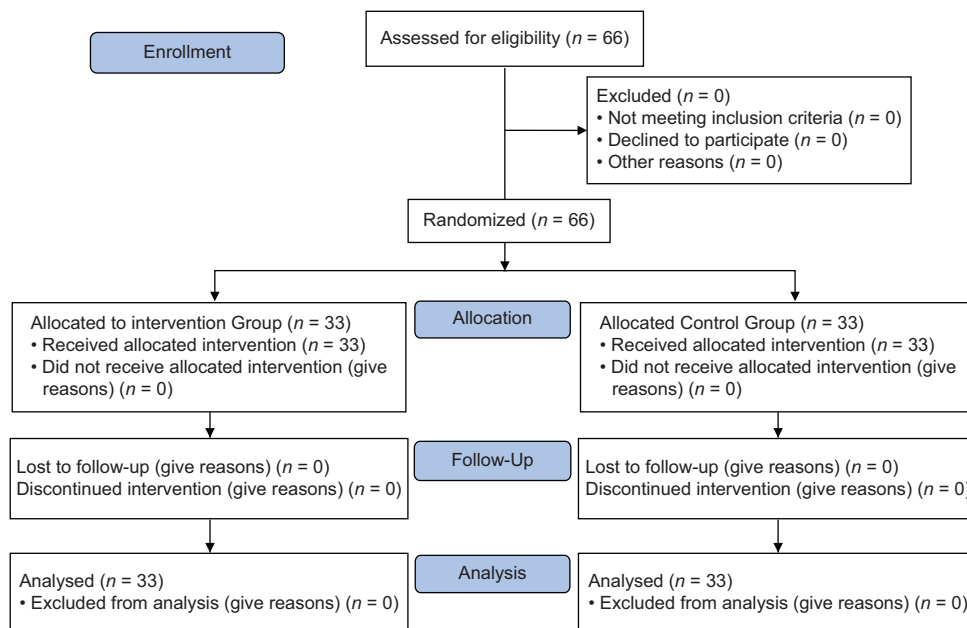 Enrollment
Assessed for eligibility (n = 66)
Excluded (n = 0)
• Not meeting inclusion criteria (n = 0)
• Declined to participate (n = 0)
• Other reasons (n = 0)
Randomized (n = 66)
Allocation
Allocated to intervention Group (n = 33)
• Received allocated intervention (n = 33)
• Did not receive allocated intervention (give
reasons) (n = 0)
Allocated Control Group (n = 33)
• Received allocated intervention (n = 33)
• Did not receive allocated intervention (give
reasons) (n = 0)
Follow-Up
Lost to follow-up (give reasons) (n = 0)
Discontinued intervention (give reasons) (n = 0)
Lost to follow-up (give reasons) (n = 0)
Discontinued intervention (give reasons) (n = 0)
Analysis
Analysed (n = 33)
• Excluded from analysis (give reasons) (n = 0)
Analysed (n = 33)
• Excluded from analysis (give reasons) (n = 0)